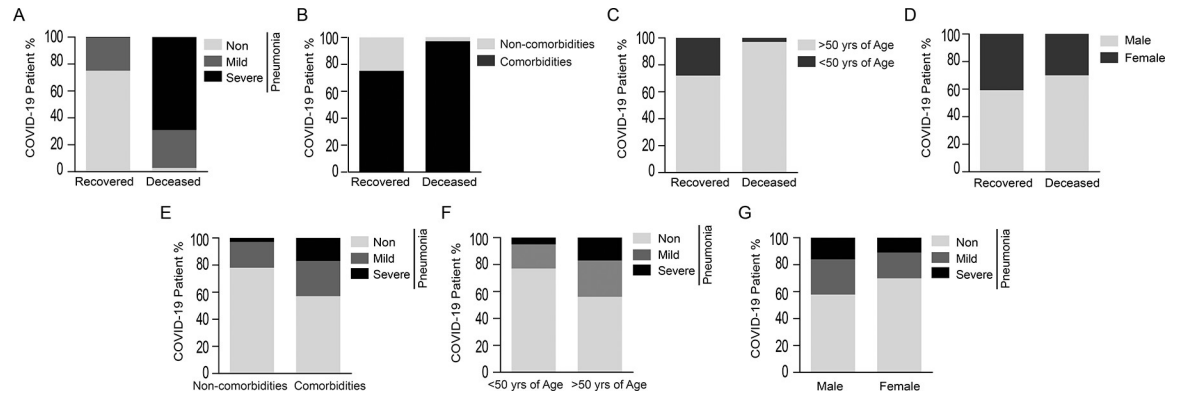 A
COVID-19 Patient %
100
80
60
40
20
0
Recovered
Deceased
Non
Mild
Severe
Pneumonia
B
COVID-19 Patient %
100
80
60
40
20
0
Recovered
Deceased
Non-comorbidities
Comorbidities
C
COVID-19 Patient %
100
80
60
40
20
0
Recovered
Deceased
>50 yrs of Age
<50 yrs of Age
D
COVID-19 Patient %
100
80
60
40
20
0
Recovered
Deceased
Male
Female
E
COVID-19 Patient %
100
80
60
40
20
0
Non-comorbidities
Comorbidities
Non
Mild
Severe
Pneumonia
F
COVID-19 Patient %
100
80
60
40
20
0
<50 yrs of Age
>50 yrs of Age
Non
Mild
Severe
Pneumonia
G
COVID-19 Patient %
100
80
60
40
20
0
Male
Female
Non
Mild
Severe
Pneumonia